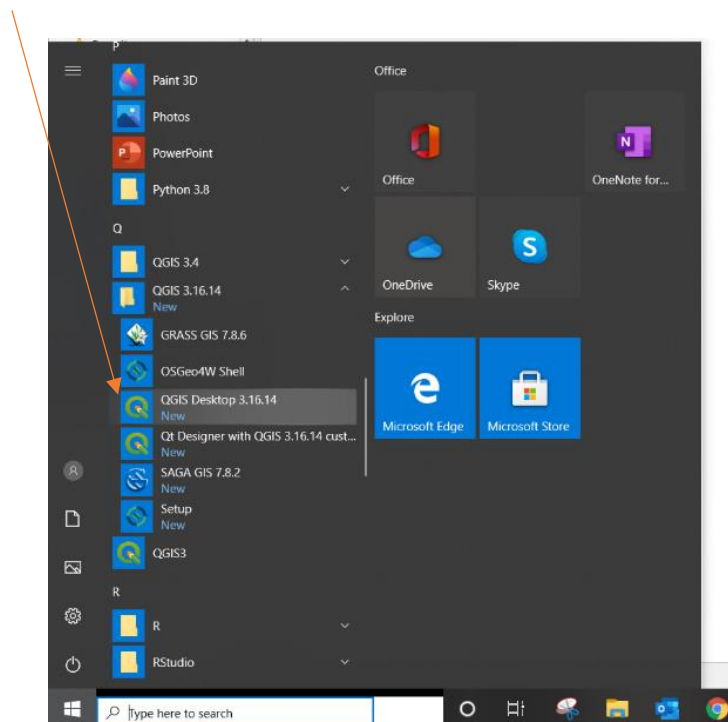 P
Paint 3D
Photos
PowerPoint
Python 3.8
Q
QGIS 3.4
QGIS 3.16.14
New
GRASS GIS 7.8.6
OSGeo4W Shell
QGIS Desktop 3.16.14
New
Qt Designer with QGIS 3.16.14 cust...
New
SAGA GIS 7.8.2
New
Setup
New
QGIS3
R
R
RStudio
Office
Office
OneNote for...
OneDrive
Skype
Explore
Microsoft Edge
Microsoft Store
Type here to search